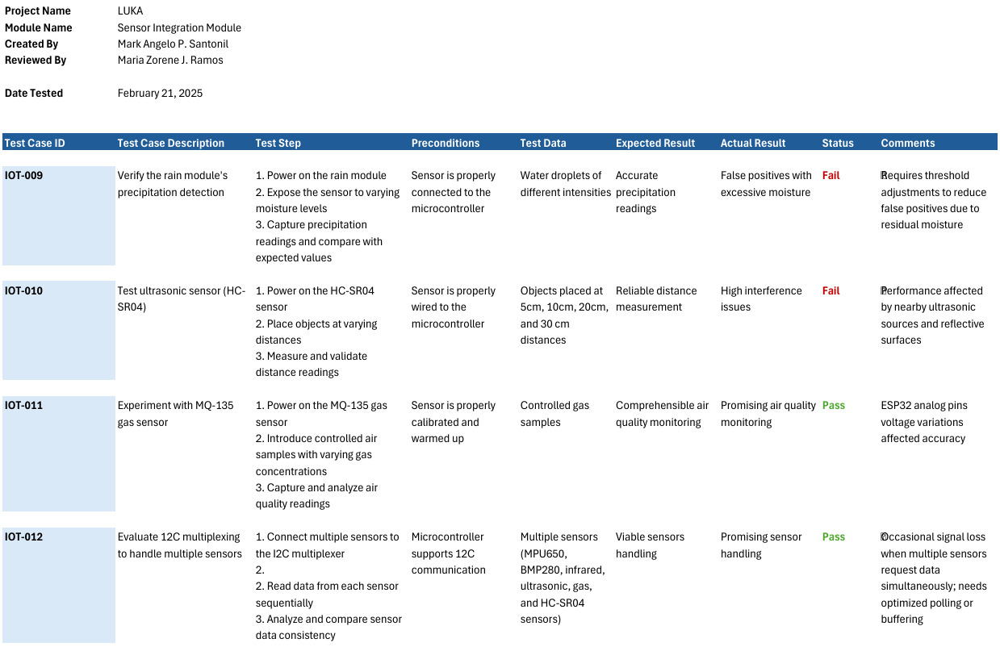 Project Name LUKA
Module Name Sensor Integration Module
Created By Mark Angelo P. Santonil
Reviewed By Maria Zorene J. Ramos
Date Tested February 21, 2025
Test Case ID Test Case Description Test Step Preconditions Test Data Expected Result Actual Result Status Comments
IOT-009
Verify the rain module's
precipitation detection
1. Power on the rain module
2. Expose the sensor to varying
moisture levels
3. Capture precipitation
readings and compare with
expected values
Sensor is properly
connected to the
microcontroller
Water droplets of
different intensities
Accurate
precipitation
readings
False positives with
excessive moisture
Fail
Requires threshold
adjustments to reduce
false positives due to
residual moisture
IOT-010
Test ultrasonic sensor (HC-
SR04)
1. Power on the HC-SR04
sensor
2. Place objects at varying
distances
3. Measure and validate
distance readings
Sensor is properly
wired to the
microcontroller
Objects placed at
5cm, 10cm, 20cm,
and 30 cm
distances
Reliable distance
measurement
High interference
issues
Fail
Performance affected
by nearby ultrasonic
sources and reflective
surfaces
IOT-011
Experiment with MQ-135
gas sensor
1. Power on the MQ-135 gas
sensor
2. Introduce controlled air
samples with varying gas
concentrations
3. Capture and analyze air
quality readings
Sensor is properly
calibrated and
warmed up
Controlled gas
samples
Comprehensible air
quality monitoring
Promising air quality
monitoring
Pass
ESP32 analog pins
voltage variations
affected accuracy
IOT-012
Evaluate 12C multiplexing
to handle multiple sensors
1. Connect multiple sensors to
the I2C multiplexer
2.
2. Read data from each sensor
sequentially
3. Analyze and compare sensor
data consistency
Microcontroller
supports 12C
communication
Multiple sensors
(MPU650,
BMP280, infrared,
ultrasonic, gas,
and HC-SR04
sensors)
Viable sensors
handling
Promising sensor
handling
Pass
Occasional signal loss
when multiple sensors
request data
simultaneously; needs
optimized polling or
buffering